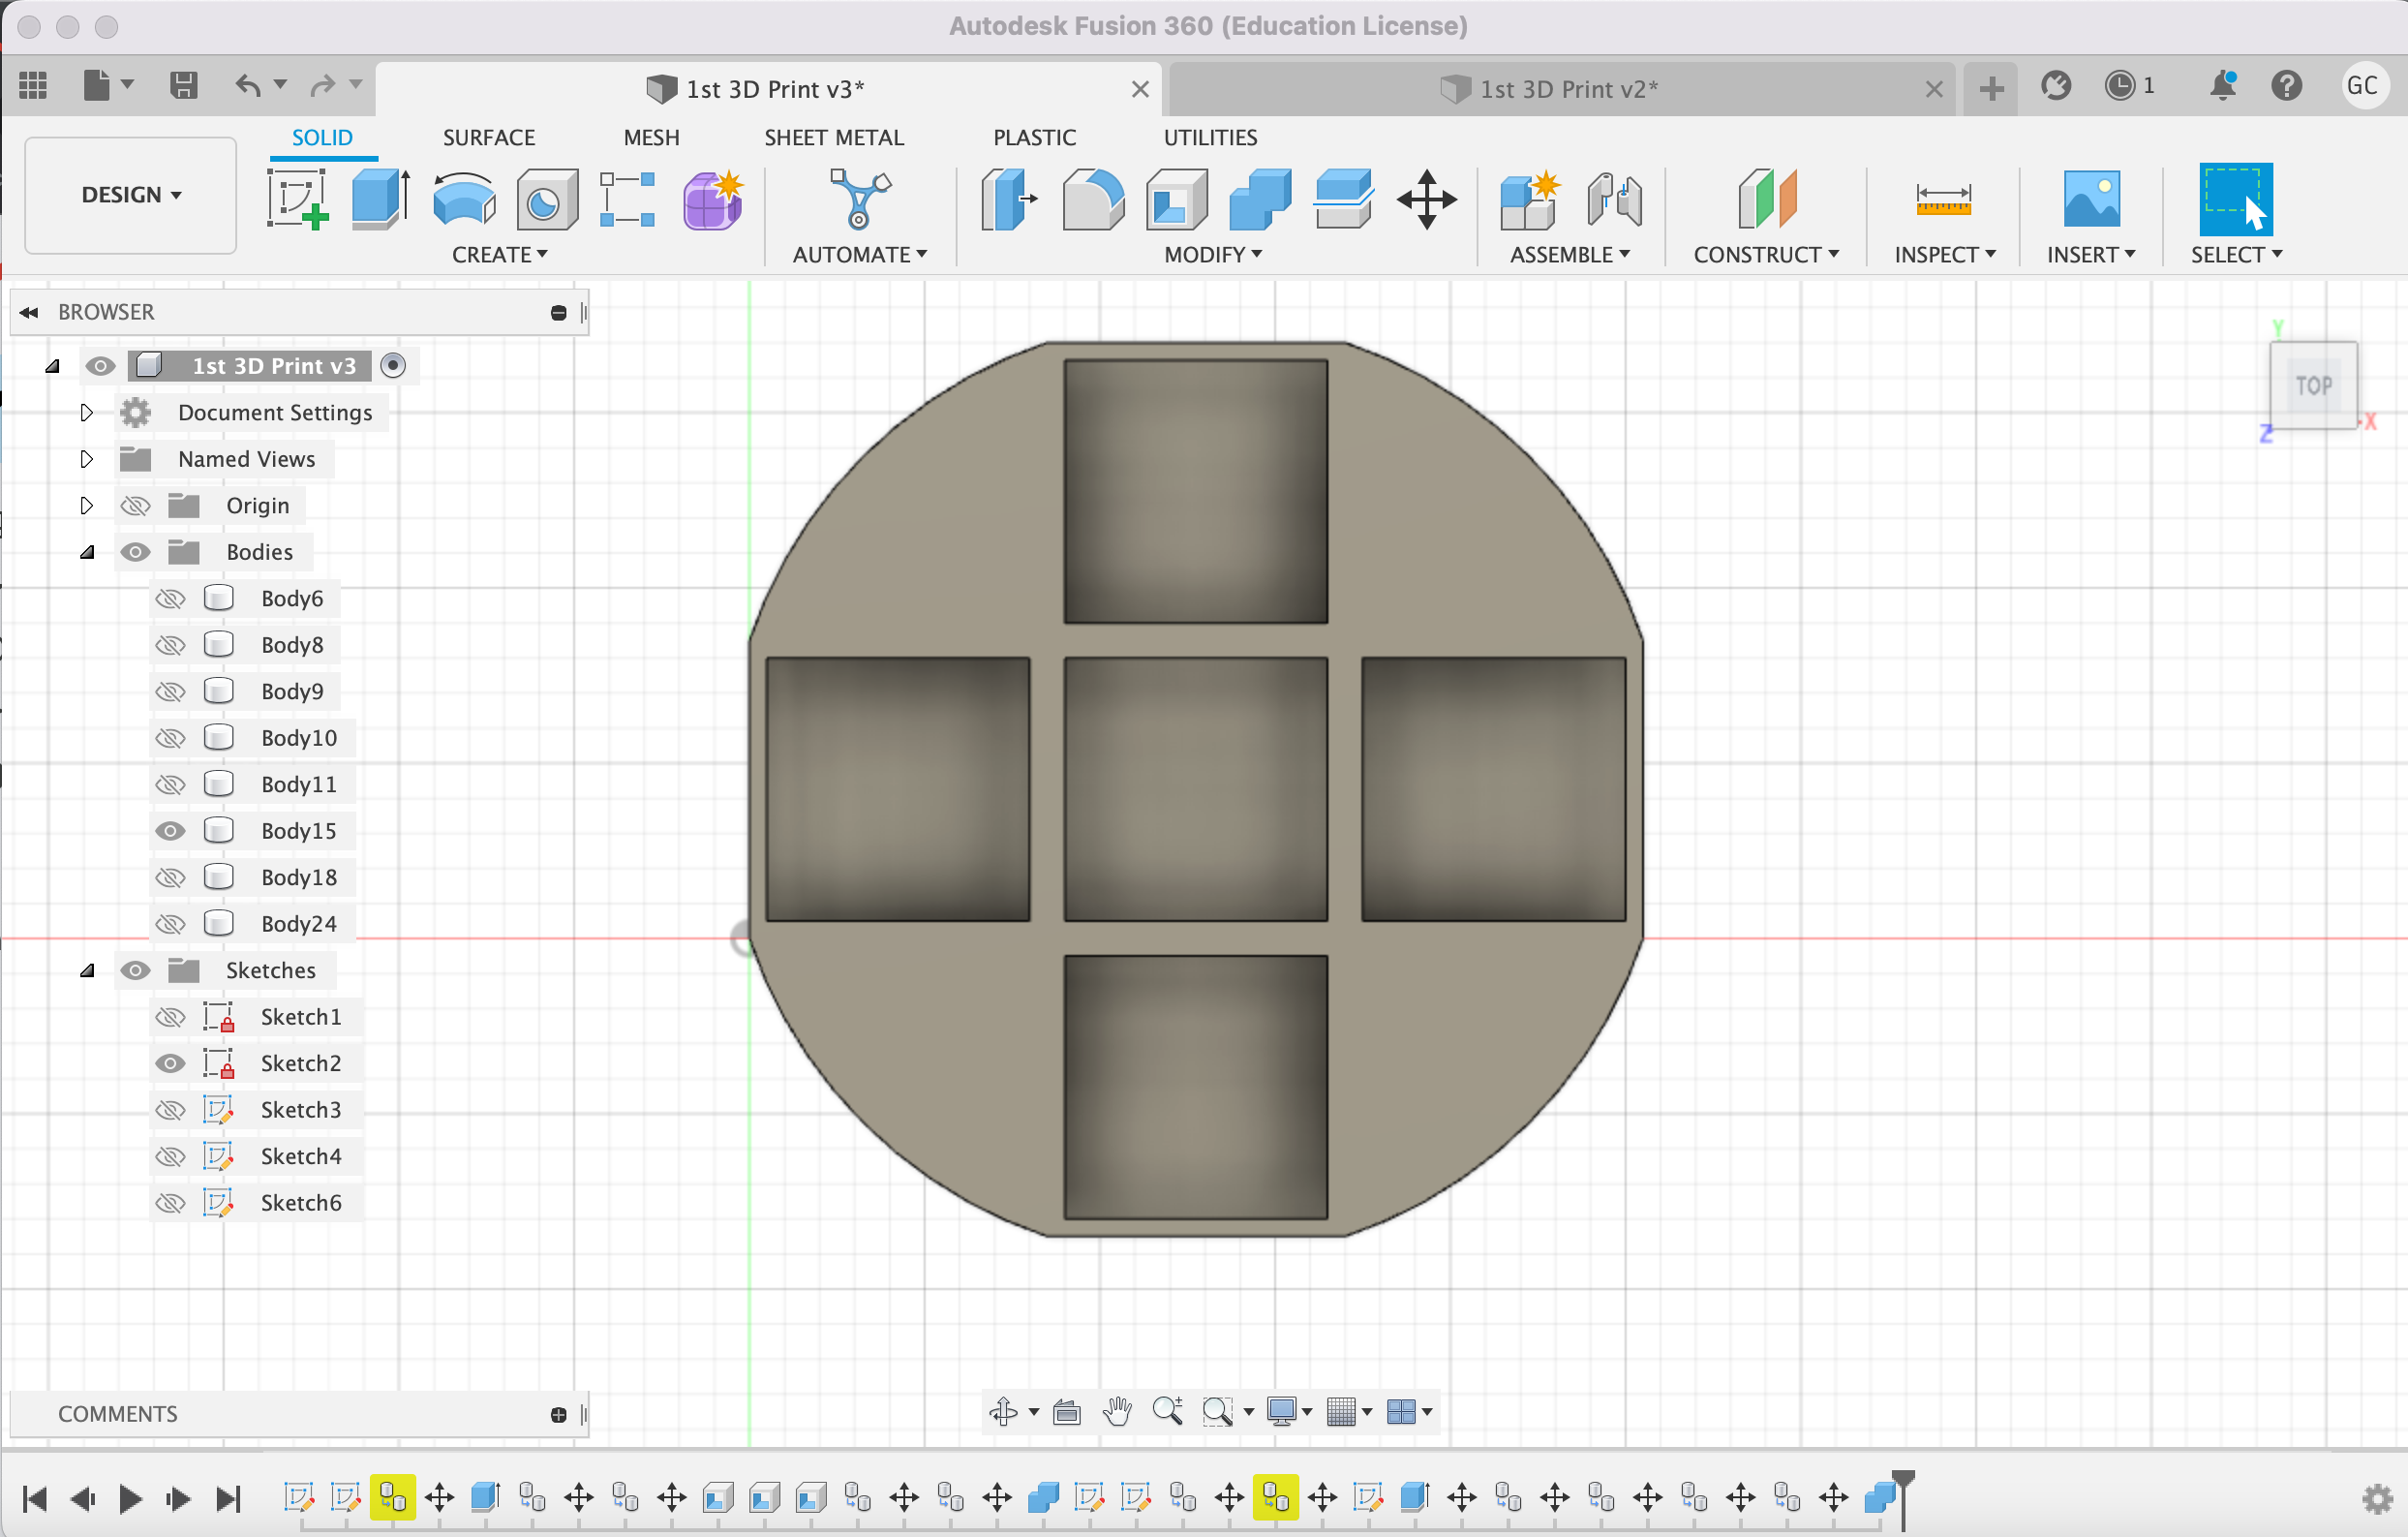 Autodesk Fusion 360 (Education License)
1st 3D Print v3*
1st 3D Print v2*
1
GC
SOLID
SURFACE
MESH
SHEET METAL
PLASTIC
UTILITIES
DESIGN
CREATE
AUTOMATE
MODIFY
ASSEMBLE
CONSTRUCT
INSPECT
INSERT
SELECT
BROWSER
1st 3D Print v3
Document Settings
Named Views
Origin
Bodies
Body6
Body8
Body9
Body10
Body11
Body15
Body18
Body24
Sketches
Sketch1
Sketch2
Sketch3
Sketch4
Sketch6
Y
TOP
X
Z
COMMENTS